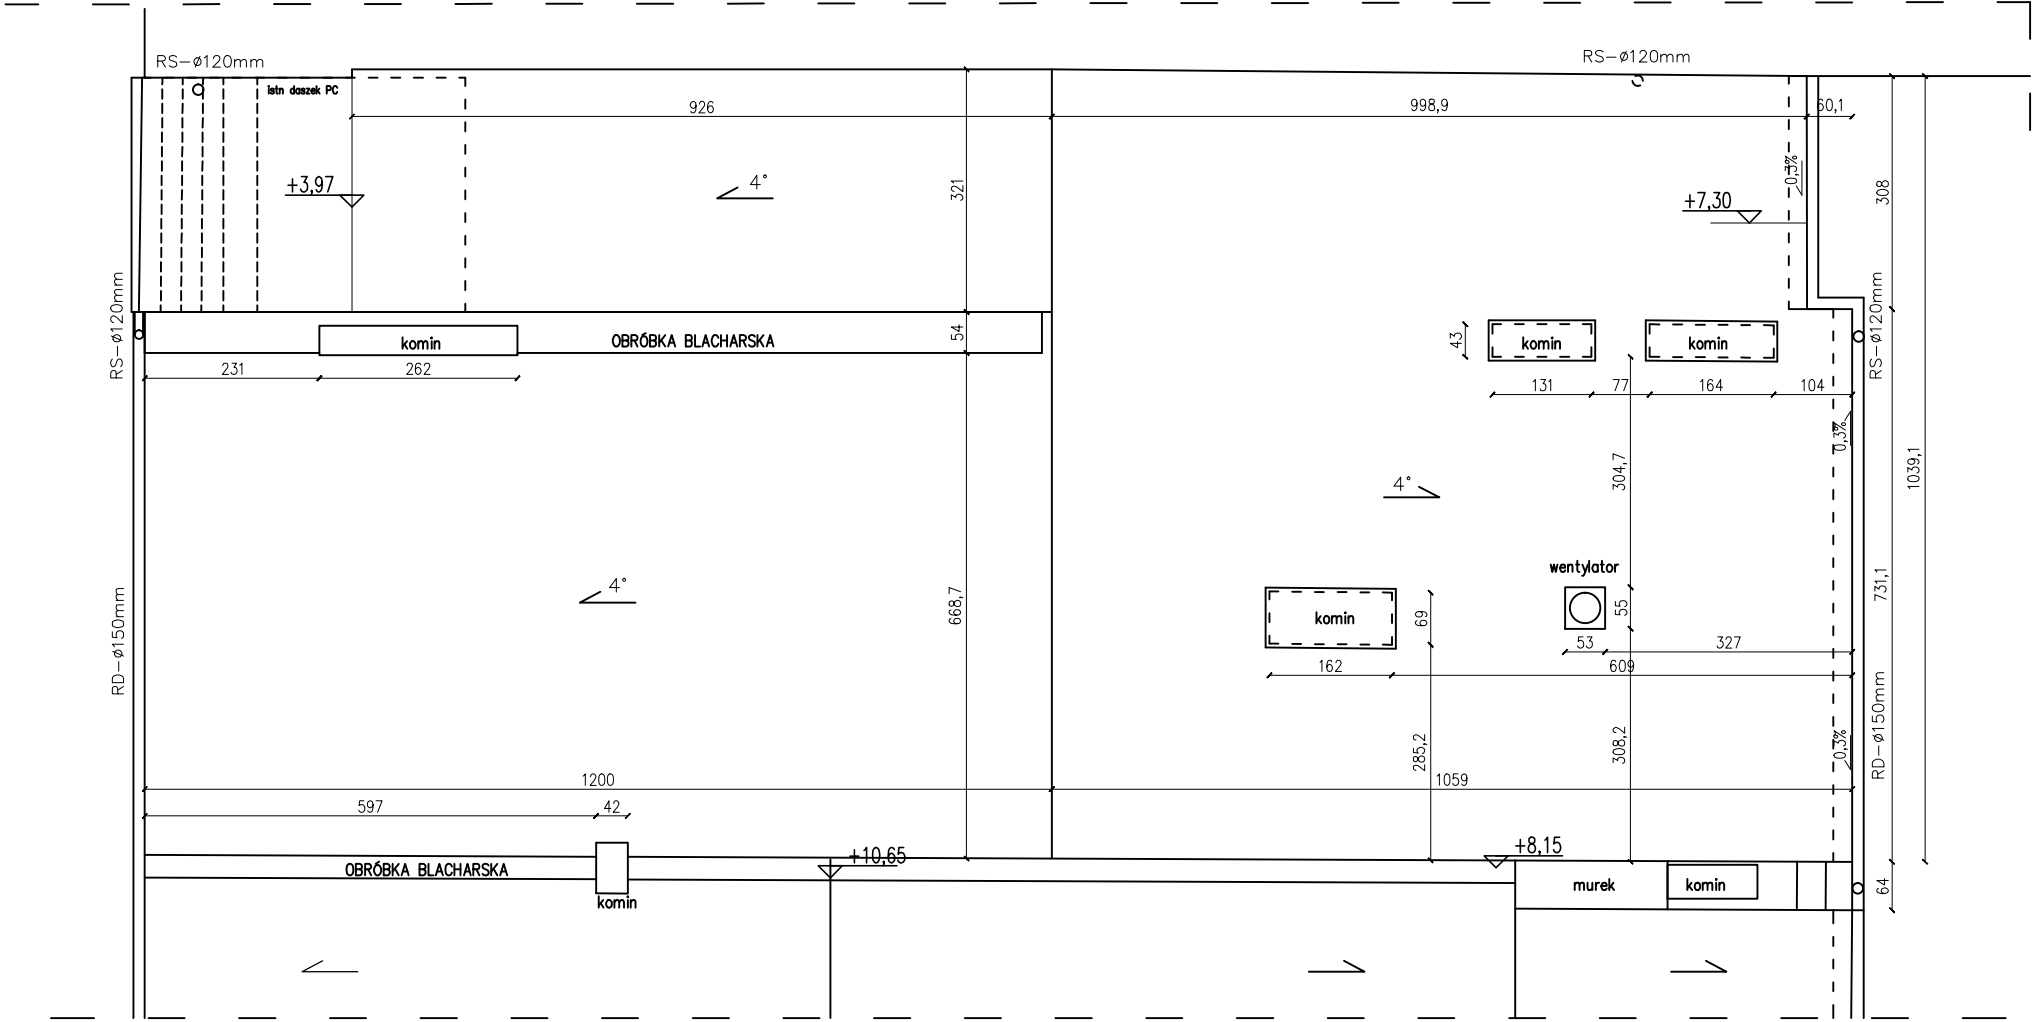 RS-ø120mm
RS-ø120mm
istn daszek PC
926
998,9
60,1
+3,97
4°
321
0,3%
+7,30
308
RS-ø120mm
komin
OBRÓBKA BLACHARSKA
54
43
komin
komin
RS-ø120mm
231
262
131
77
164
104
0,3%
304,7
1039,1
4°
wentylator
4°
RD-ø150mm
668,7
komin
69
55
731,1
53
327
162
609
285,2
308,2
0,3%
RD-ø150mm
1200
1059
597
42
+10,65
+8,15
OBRÓBKA BLACHARSKA
komin
murek
komin
64